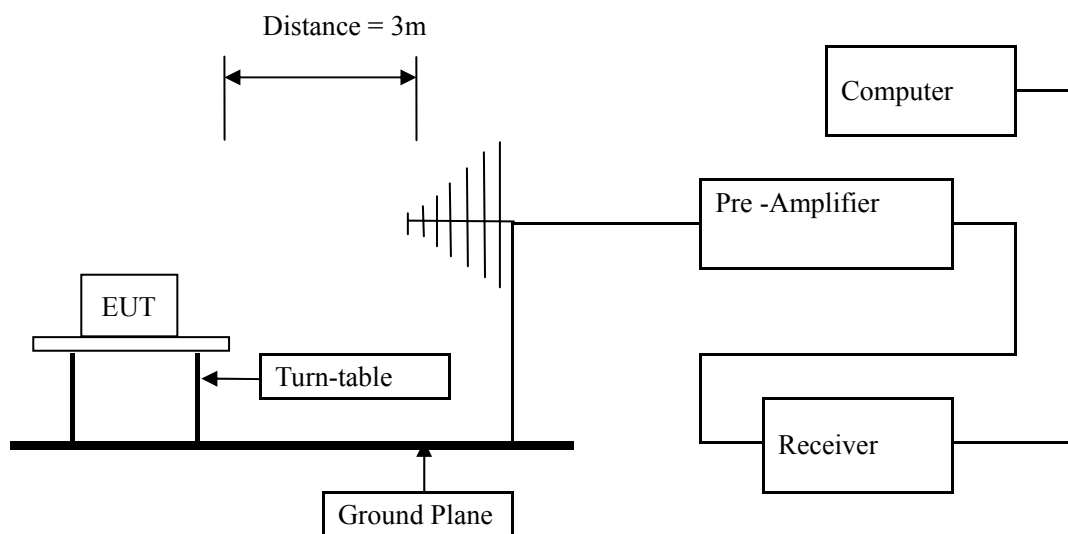 Distance = 3m
Computer
Pre -Amplifier
EUT
Turn-table
Receiver
Ground Plane